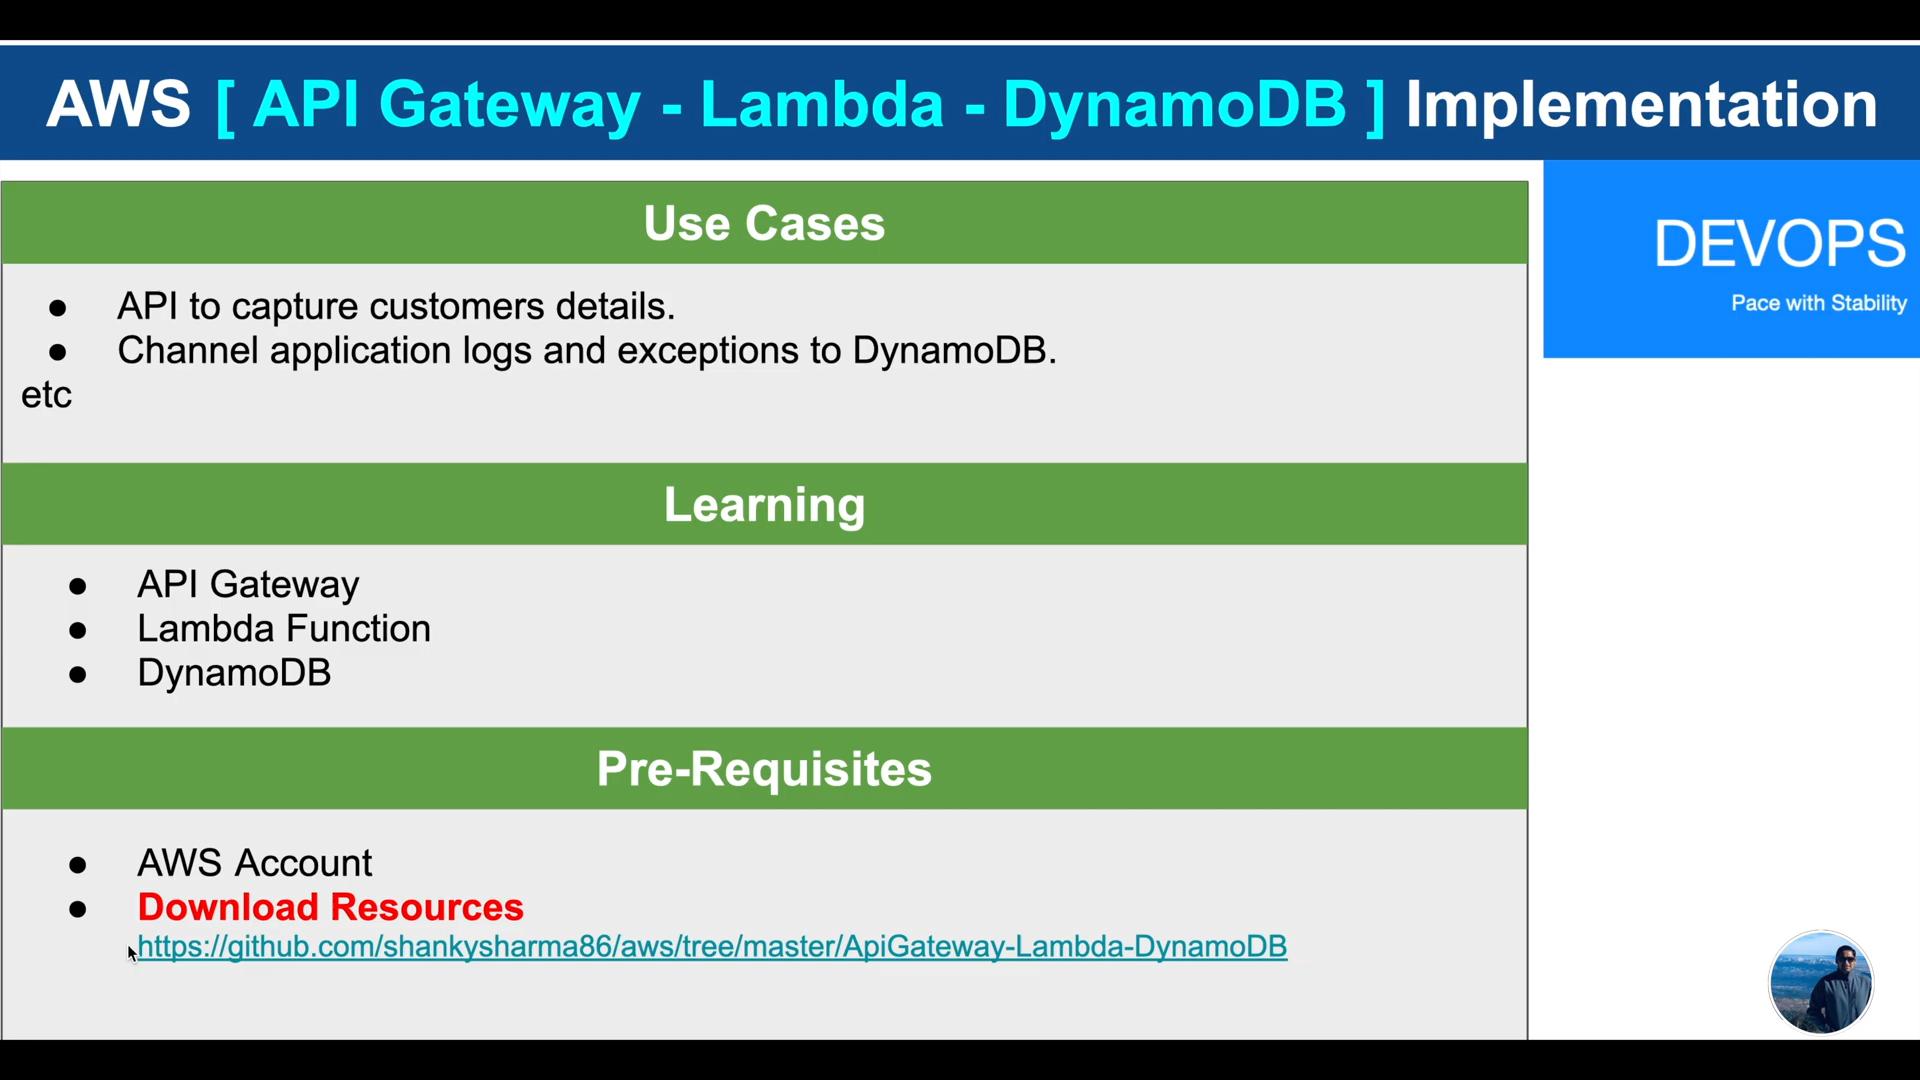 AWS [ API Gateway - Lambda - DynamoDB ] Implementation
DEVOPS
Pace with Stability
Use Cases
● API to capture customers details.
● Channel application logs and exceptions to DynamoDB.
etc
Learning
● API Gateway
● Lambda Function
● DynamoDB
Pre-Requisites
● AWS Account
● Download Resources
https://github.com/shankysharma86/aws/tree/master/ApiGateway-Lambda-DynamoDB